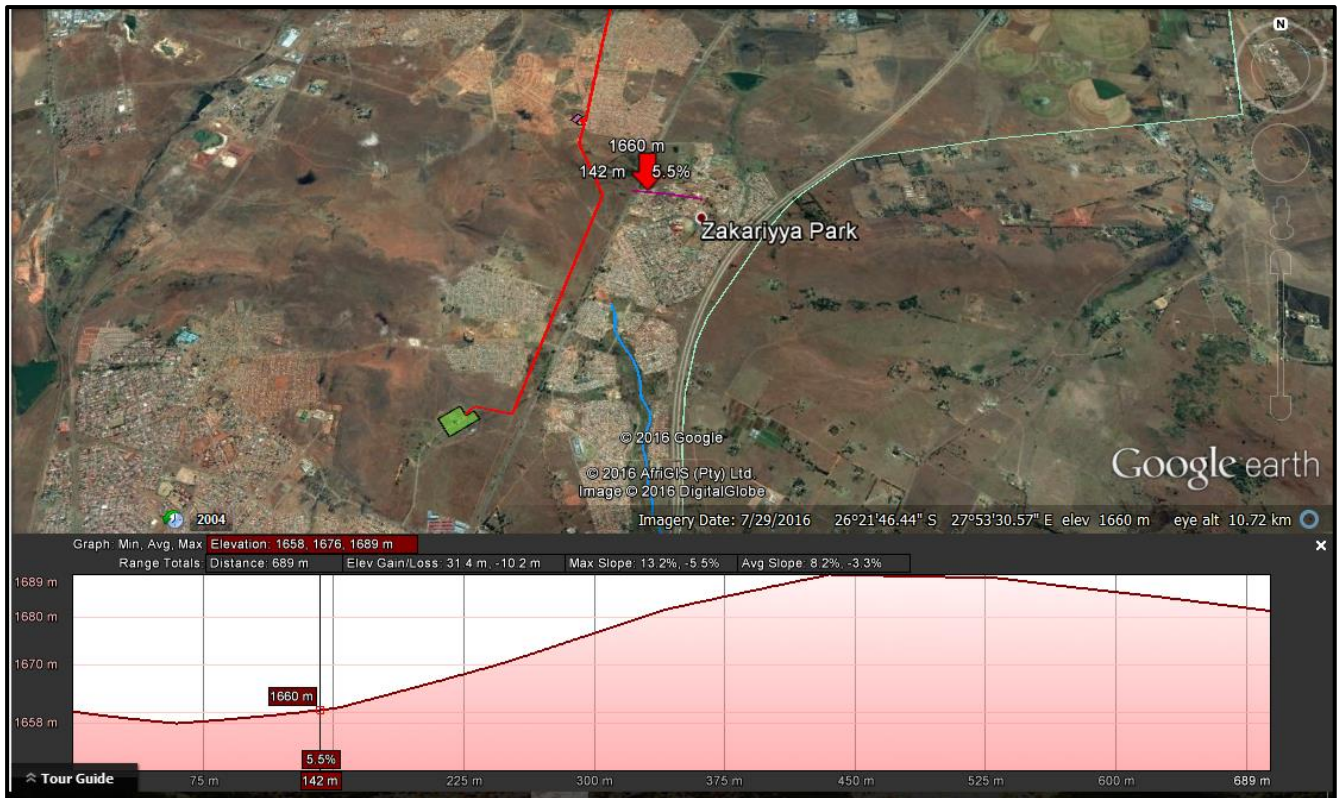 N
1660 m
142 m 5.5%
Zakariyya Park
© 2016 Google
© 2016 AfriGIS (Pty) Ltd.
Image © 2016 DigitalGlobe
Google earth
2004
Imagery Date: 7/29/2016 26°21'46.44" S 27°53'30.57" E elev 1660 m eye alt 10.72 km
Graph: Min, Avg, Max Elevation: 1658, 1676, 1689 m
Range Totals: Distance: 689 m Elev Gain/Loss: 31.4 m, -10.2 m Max Slope: 13.2%, -5.5% Avg Slope: 8.2%, -3.3%
1689 m
1680 m
1670 m
1660 m
1658 m
5.5%
Tour Guide 75 m 142 m 225 m 300 m 375 m 450 m 525 m 600 m 689 m